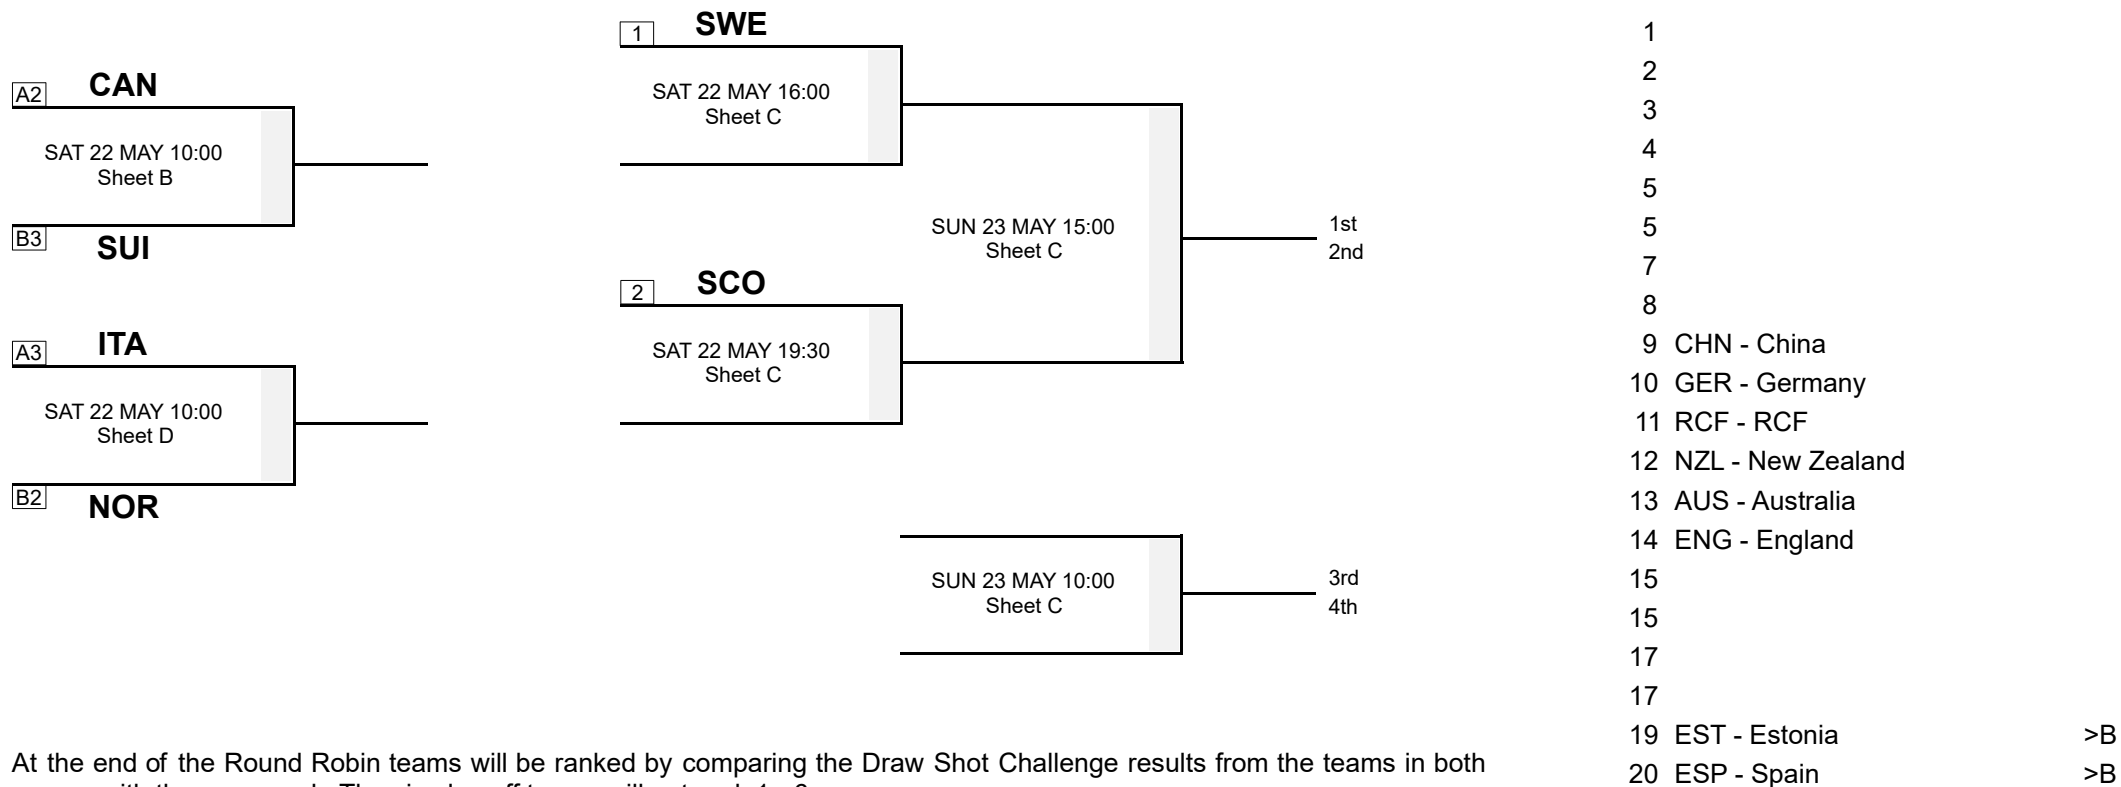 A2 CAN
SAT 22 MAY 10:00
Sheet B
B3
SUI
A3 ITA
SAT 22 MAY 10:00
Sheet D
B2
NOR
1 SWE
SAT 22 MAY 16:00
Sheet C
2 SCO
SAT 22 MAY 19:30
Sheet C
SUN 23 MAY 15:00
Sheet C
1st
2nd
SUN 23 MAY 10:00
Sheet C
3rd
4th
At the end of the Round Robin teams will be ranked by comparing the Draw Shot Challenge results from the teams in both
1
2
3
4
5
5
7
8
9 CHN - China
10 GER - Germany
11 RCF - RCF
12 NZL - New Zealand
13 AUS - Australia
14 ENG - England
15
15
17
17
19 EST - Estonia >B
20 ESP - Spain >B